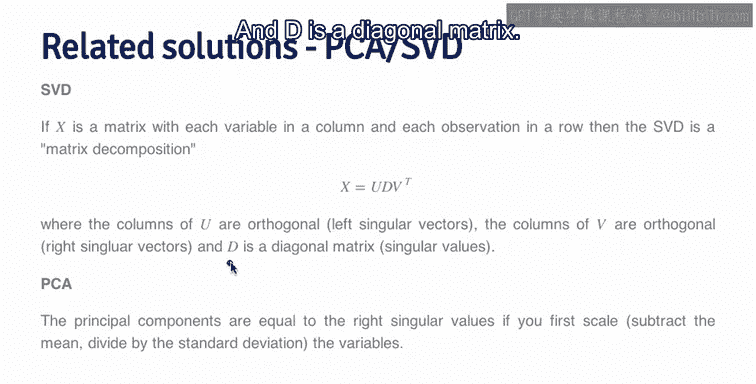 And D is a diagonal matrix.
Related solutions - PCA/SVD
SVD
If X is a matrix with each variable in a column and each observation in a row then the SVD is a
"matrix decomposition"
X = UDVᵀ
where the columns of U are orthogonal (left singular vectors), the columns of V are orthogonal
(right singluar vectors) and D is a diagonal matrix (singular values).
PCA
The principal components are equal to the right singular values if you first scale (subtract the
mean, divide by the standard deviation) the variables.